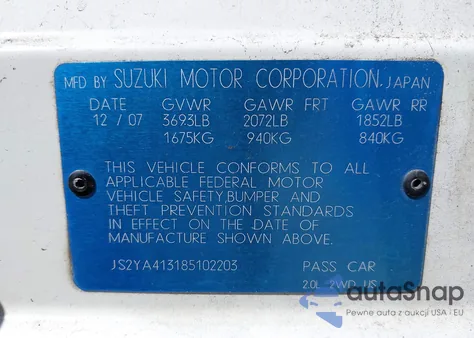 MFD BY SUZUKI MOTOR CORPORATION, JAPAN
DATE GVWR GAWR FRT GAWR RR
12 / 07 3693LB 2072LB 1852LB
1675KG 940KG 840KG
THIS VEHICLE CONFORMS TO ALL
APPLICABLE FEDERAL MOTOR
VEHICLE SAFETY,BUMPER AND
THEFT PREVENTION STANDARDS
IN EFFECT ON THE DATE OF
MANUFACTURE SHOWN ABOVE.
JS2YA413185102203 PASS CAR
2.0L 2WD US
autoSnap
Pewne auta z aukcji USA i EU